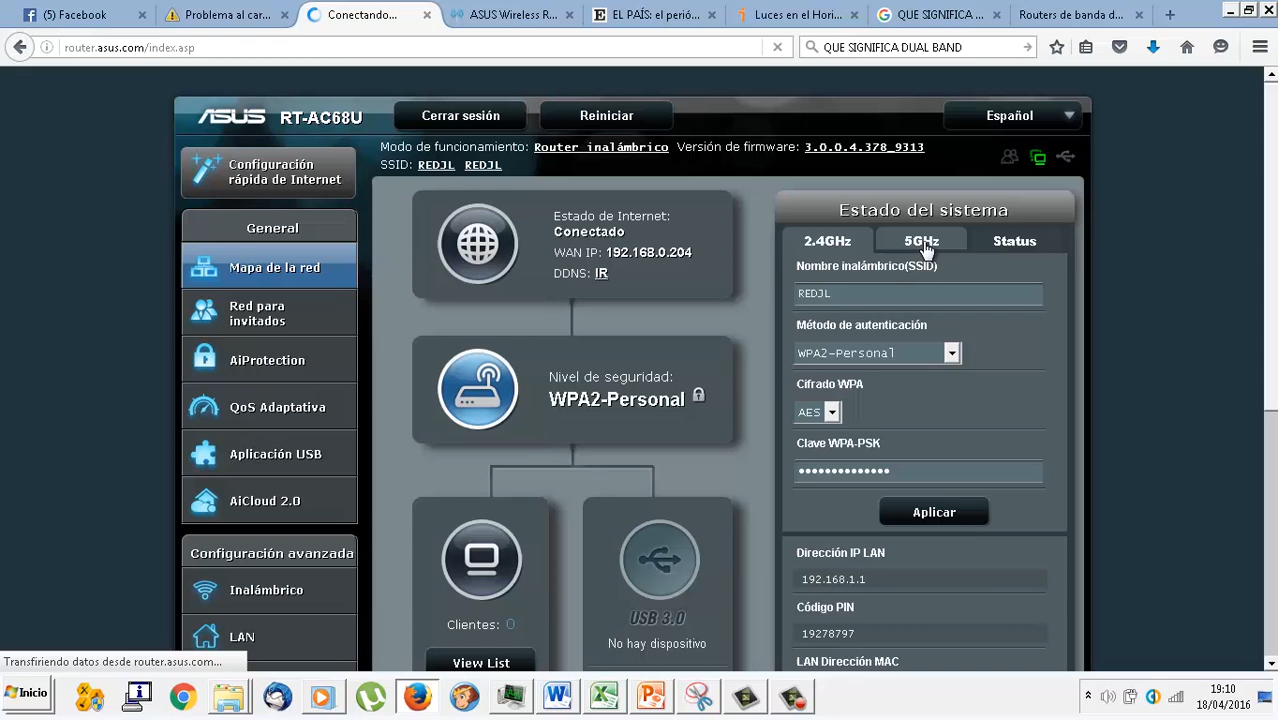 (5) Facebook
Problema al car...
Conectando...
ASUS Wireless R...
EL PAÍS: el perió...
Luces en el Hori...
QUE SIGNIFICA ...
Routers de banda d...
router.asus.com/index.asp
QUE SIGNIFICA DUAL BAND
ASUS RT-AC68U
Cerrar sesión
Reiniciar
Español
Modo de funcionamiento: Router inalámbrico Versión de firmware: 3.0.0.4.378_9313
SSID: REDJL REDJL
Configuración
rápida de Internet
General
Mapa de la red
Red para
invitados
AiProtection
QoS Adaptativa
Aplicación USB
AiCloud 2.0
Configuración avanzada
Inalámbrico
LAN
Estado de Internet:
Conectado
WAN IP: 192.168.0.204
DDNS: IR
Nivel de seguridad:
WPA2-Personal
Clientes: 0
View List
USB 3.0
No hay dispositivo
Estado del sistema
2.4GHz
5GHz
Status
Nombre inalámbrico(SSID)
REDJL
Método de autenticación
WPA2-Personal
Cifrado WPA
AES
Clave WPA-PSK
Aplicar
Dirección IP LAN
192.168.1.1
Código PIN
19278797
LAN Dirección MAC
Transfiriendo datos desde router.asus.com...
Inicio
19:10
18/04/2016